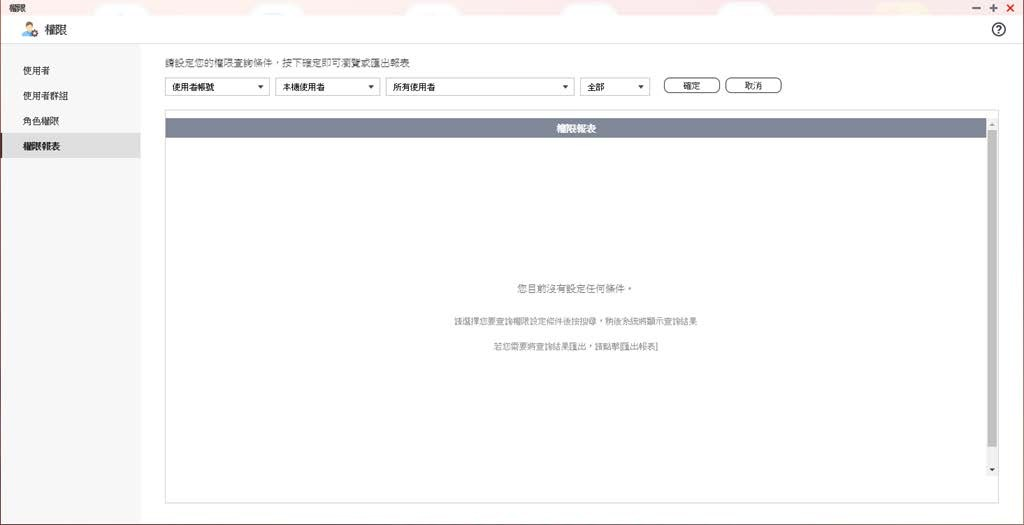 權限
權限
使用者
使用者群組
角色權限
權限報表
請設定您的權限查詢條件，按下確定即可瀏覽或匯出報表
使用者帳號 本機使用者 所有使用者 全部 確定 取消
權限報表
您目前沒有設定任何條件。
請選擇您要查詢權限設定條件後按搜尋，稍後系統將顯示查詢結果
若您需要將查詢結果匯出，請點擊[匯出報表]